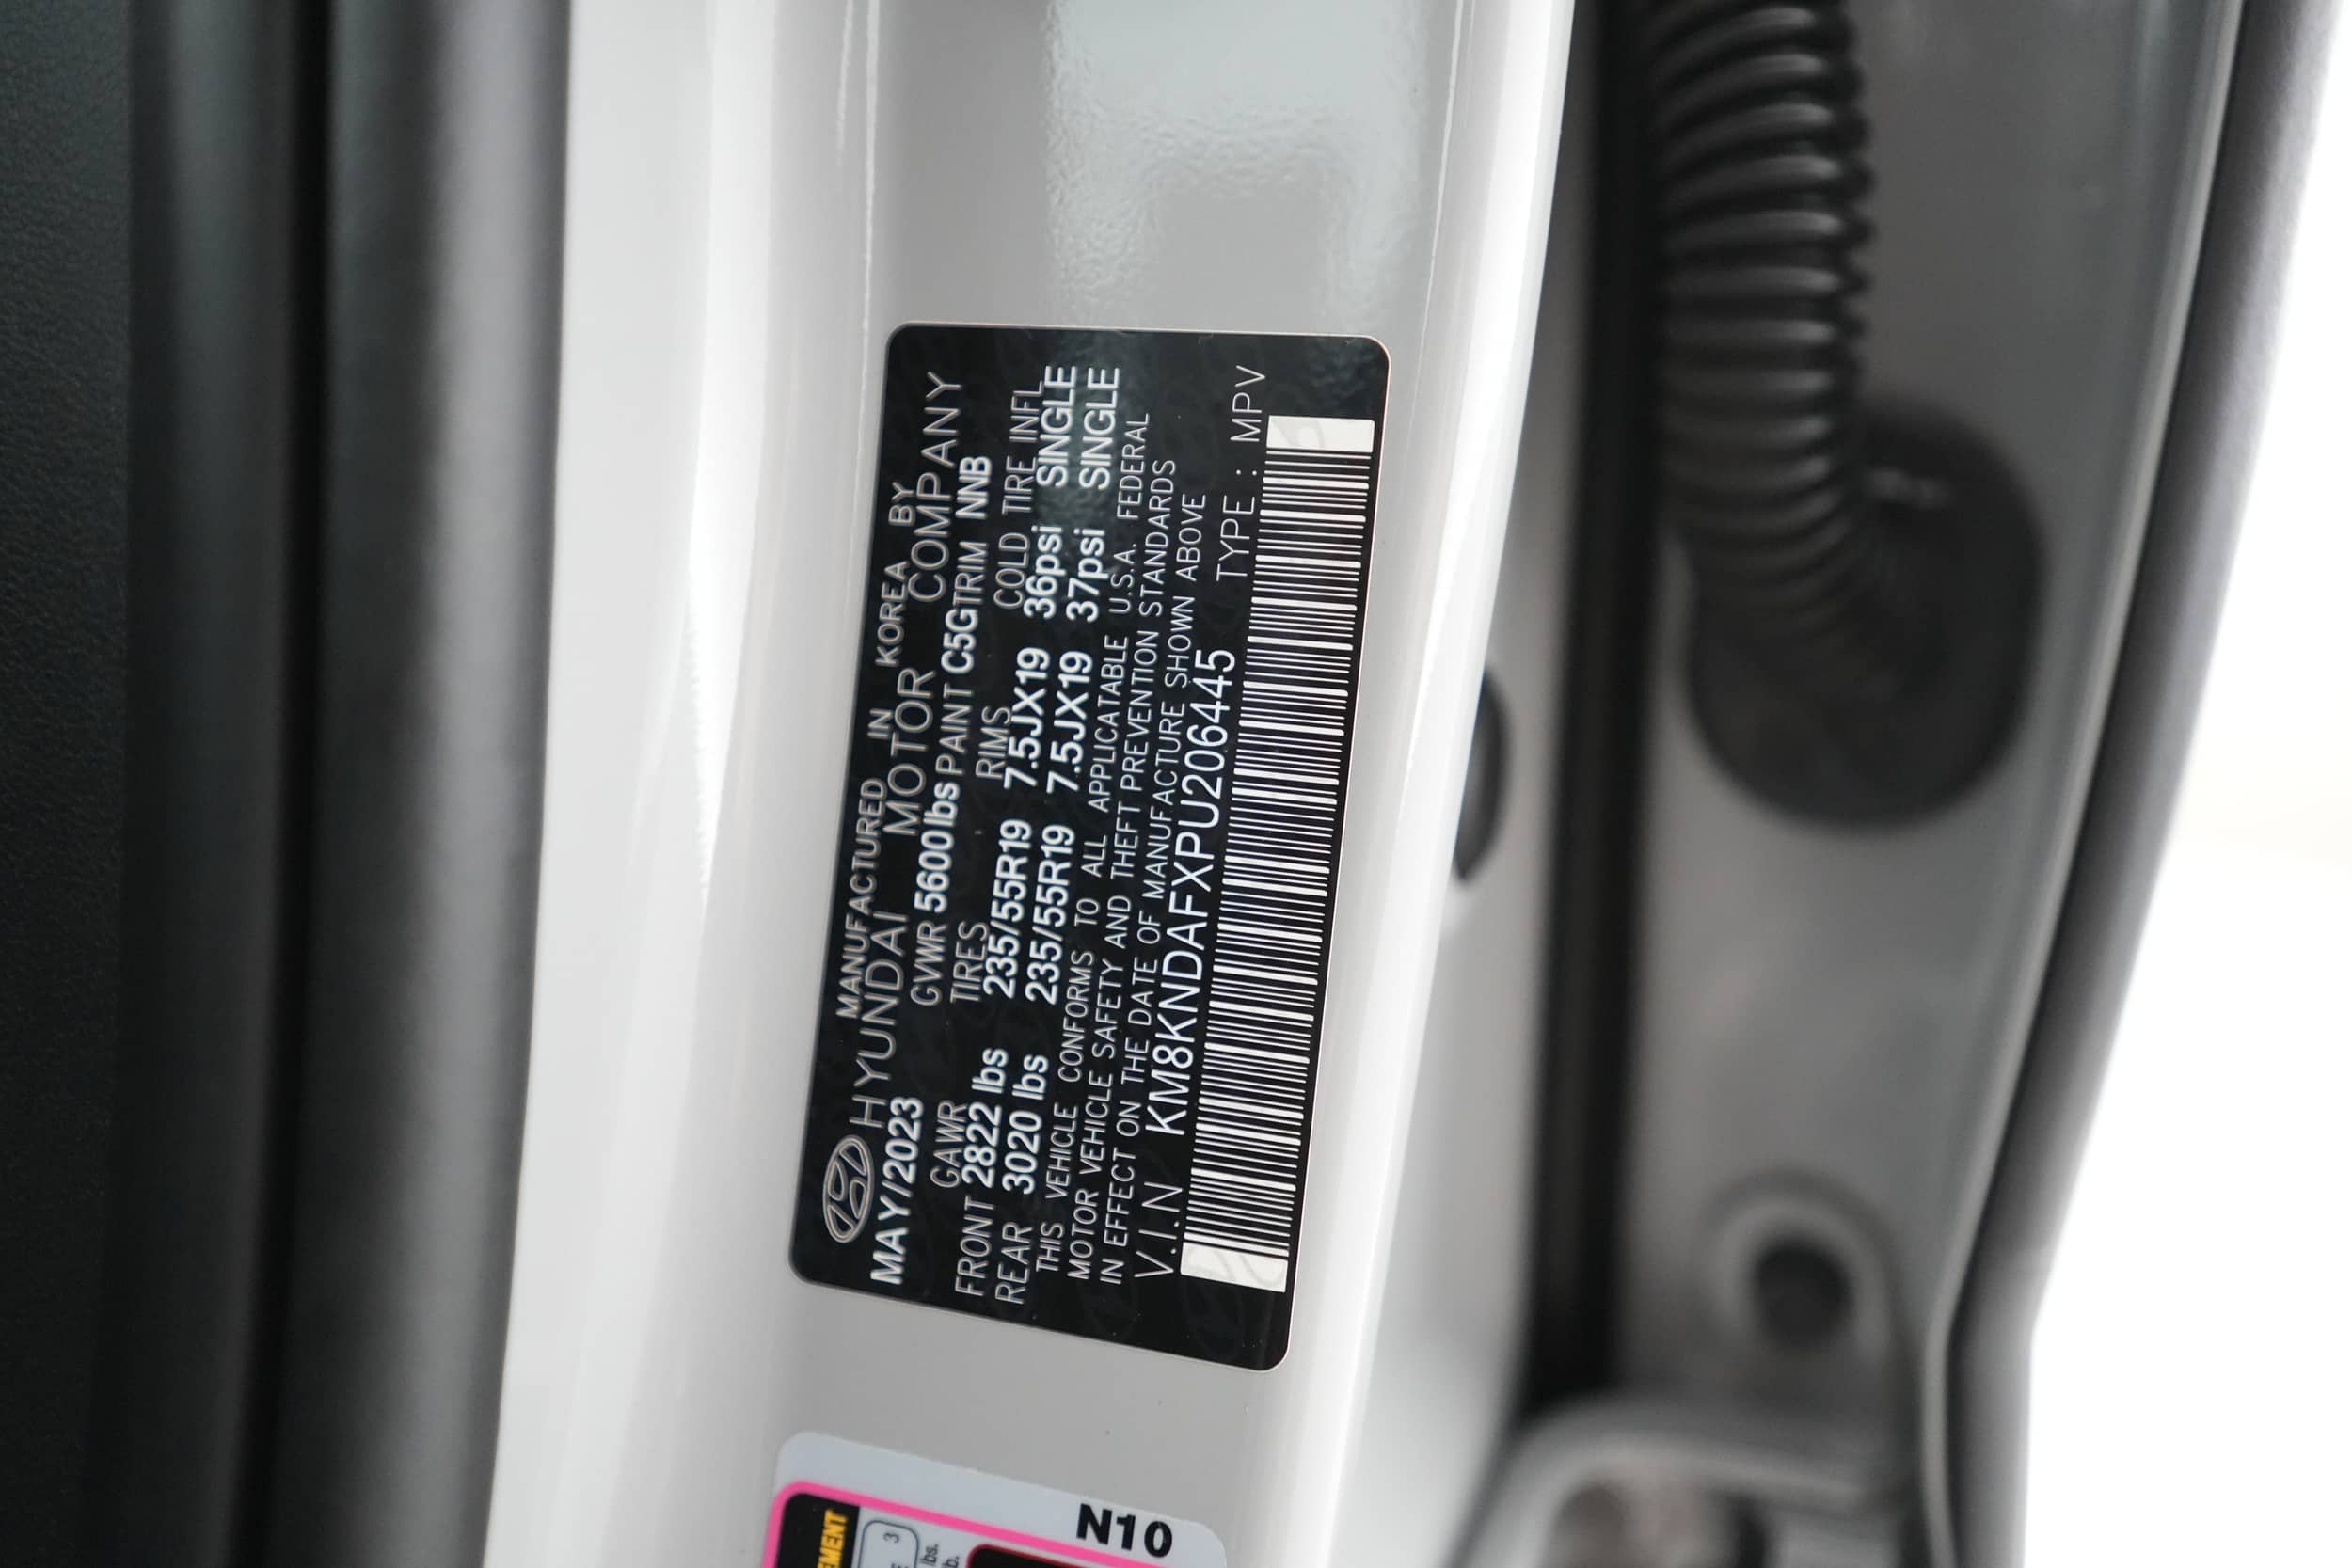 MANUFACTURED IN KOREA BY
HYUNDAI MOTOR COMPANY
MAY/2023 GVWR 5600lbs PAINT C5G TRIM NNB
GAWR TIRES RIMS COLD TIRE INFL
FRONT 2822 lbs 235/55R19 7.5JX19 36psi SINGLE
REAR 3020 lbs 235/55R19 7.5JX19 37psi SINGLE
THIS VEHICLE CONFORMS TO ALL APPLICATABLE U.S.A. FEDERAL
MOTOR VEHICLE SAFETY AND THEFT PREVENTION STANDARDS
IN EFFECT ON THE DATE OF MANUFACTURE SHOWN ABOVE
V.I.N KM8KNDAFXPU206445 TYPE : MPV
N10
3
lbs.